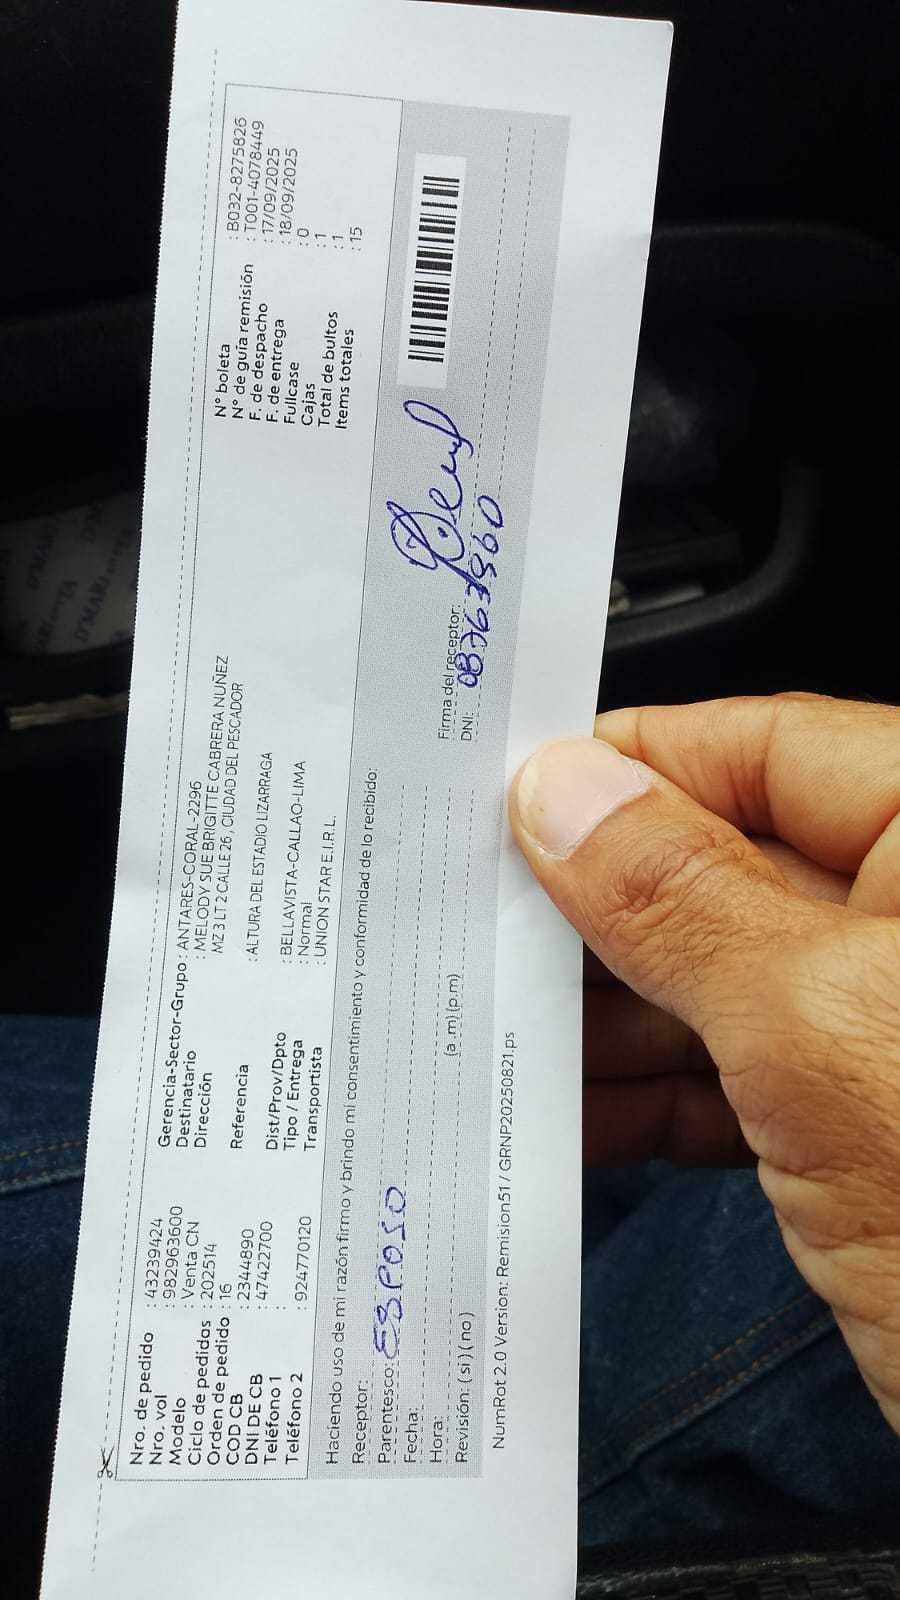 Nro. de pedido : 43239424
Nro. vol : 982963600
Modelo : Venta CN
Ciclo de pedidos : 202514
Orden de pedido : 16
COD CB : 2344890
DNI DE CB : 47422700
Teléfono 1 :
Teléfono 2 : 924770120
Gerencia-Sector-Grupo : ANTARES-CORAL-2296
Destinatario : MELODY SUE BRIGITTE CABRERA NUÑEZ
Dirección MZ 3 LT 2 CALLE 26 , CIUDAD DEL PESCADOR
Referencia : ALTURA DEL ESTADIO LIZARRAGA
Dist/Prov/Dpto : BELLAVISTA-CALLAO-LIMA
Tipo / Entrega : Normal
Transportista : UNION STAR E.I.R.L.
N° boleta : B032-8275826
N° de guía remisión : T001-4078449
F. de despacho : 17/09/2025
F. de entrega : 18/09/2025
Fullcase : 0
Cajas : 1
Total de bultos : 1
Items totales : 15
Haciendo uso de mi razón firmo y brindo mi consentimiento y conformidad de lo recibido:
Receptor:
Parentesco: ESPOSO
Fecha:
Hora: (a .m) (p.m)
Revisión: ( si ) ( no )
Firma del receptor:
DNI:
NumRot 2.0 Version: Remision51 / GRNP20250821.ps